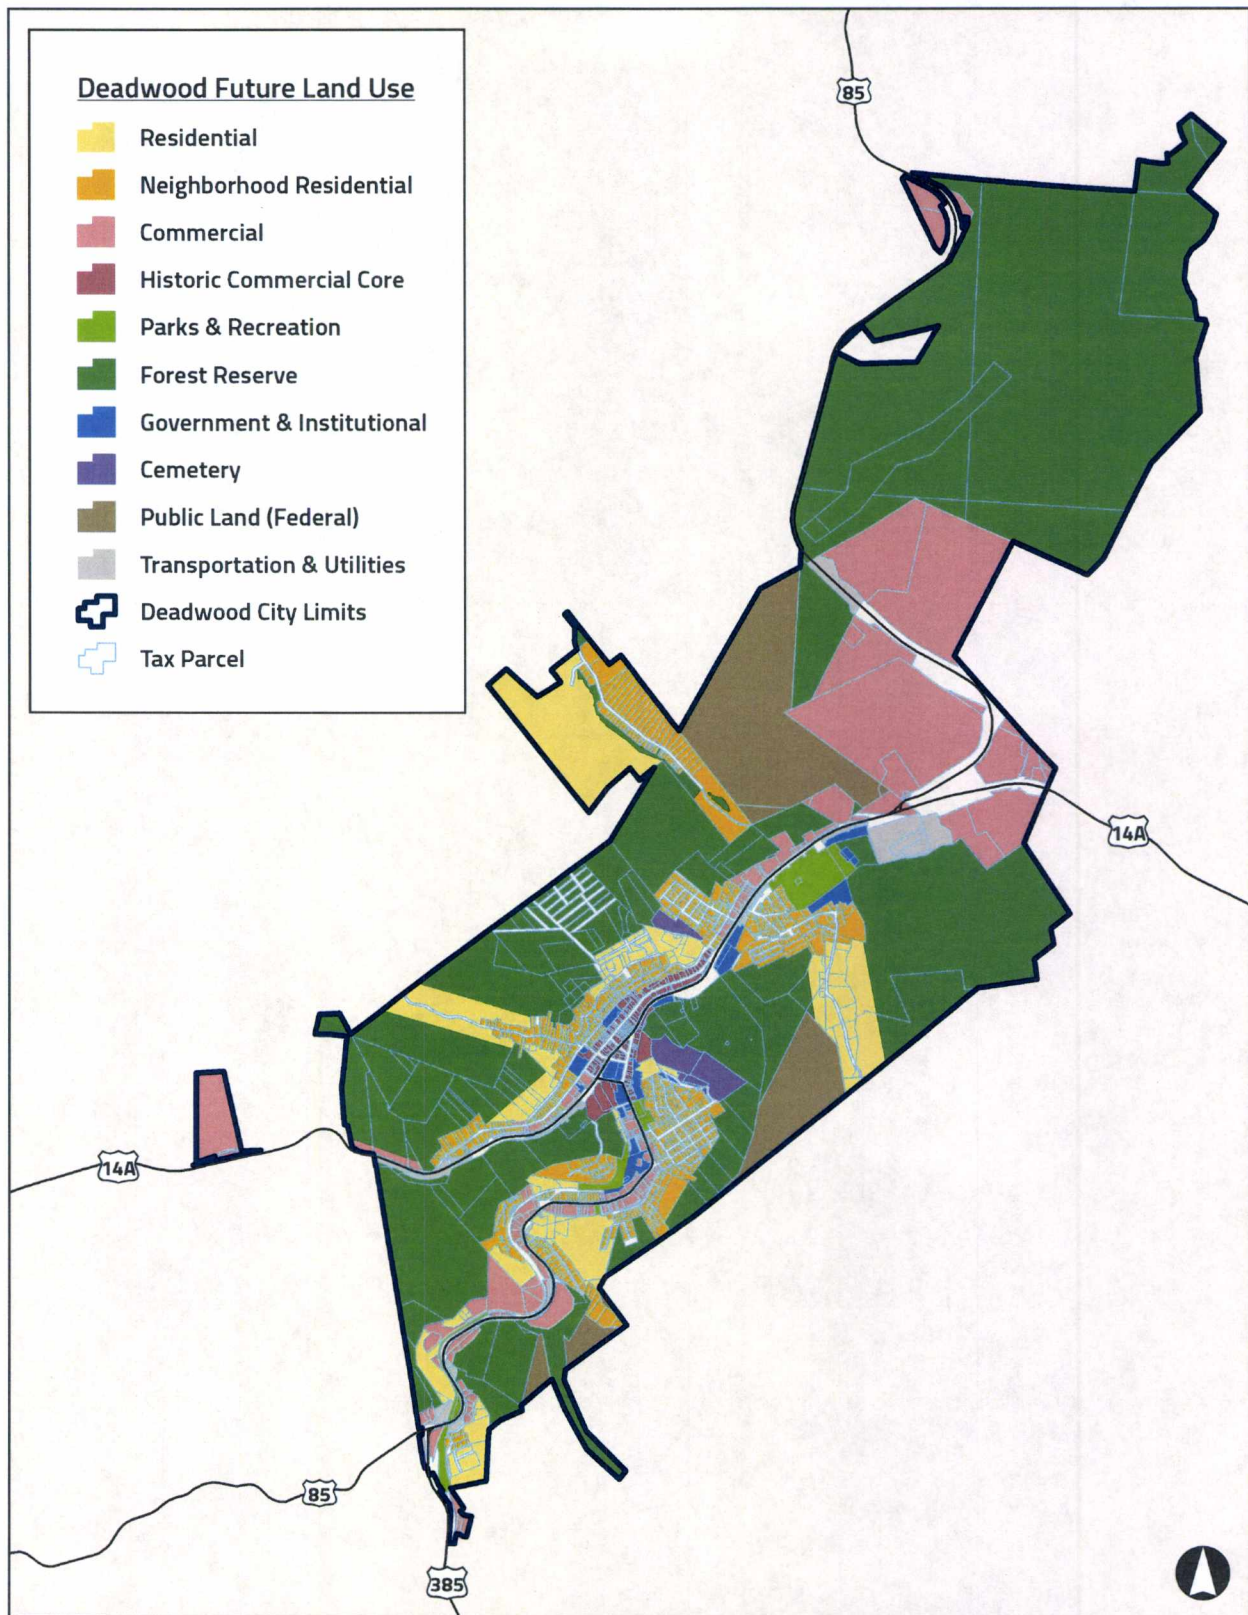 Deadwood Future Land Use
Residential
Neighborhood Residential
Commercial
Historic Commercial Core
Parks & Recreation
Forest Reserve
Government & Institutional
Cemetery
Public Land (Federal)
Transportation & Utilities
Deadwood City Limits
Tax Parcel
85
14A
14A
85
385